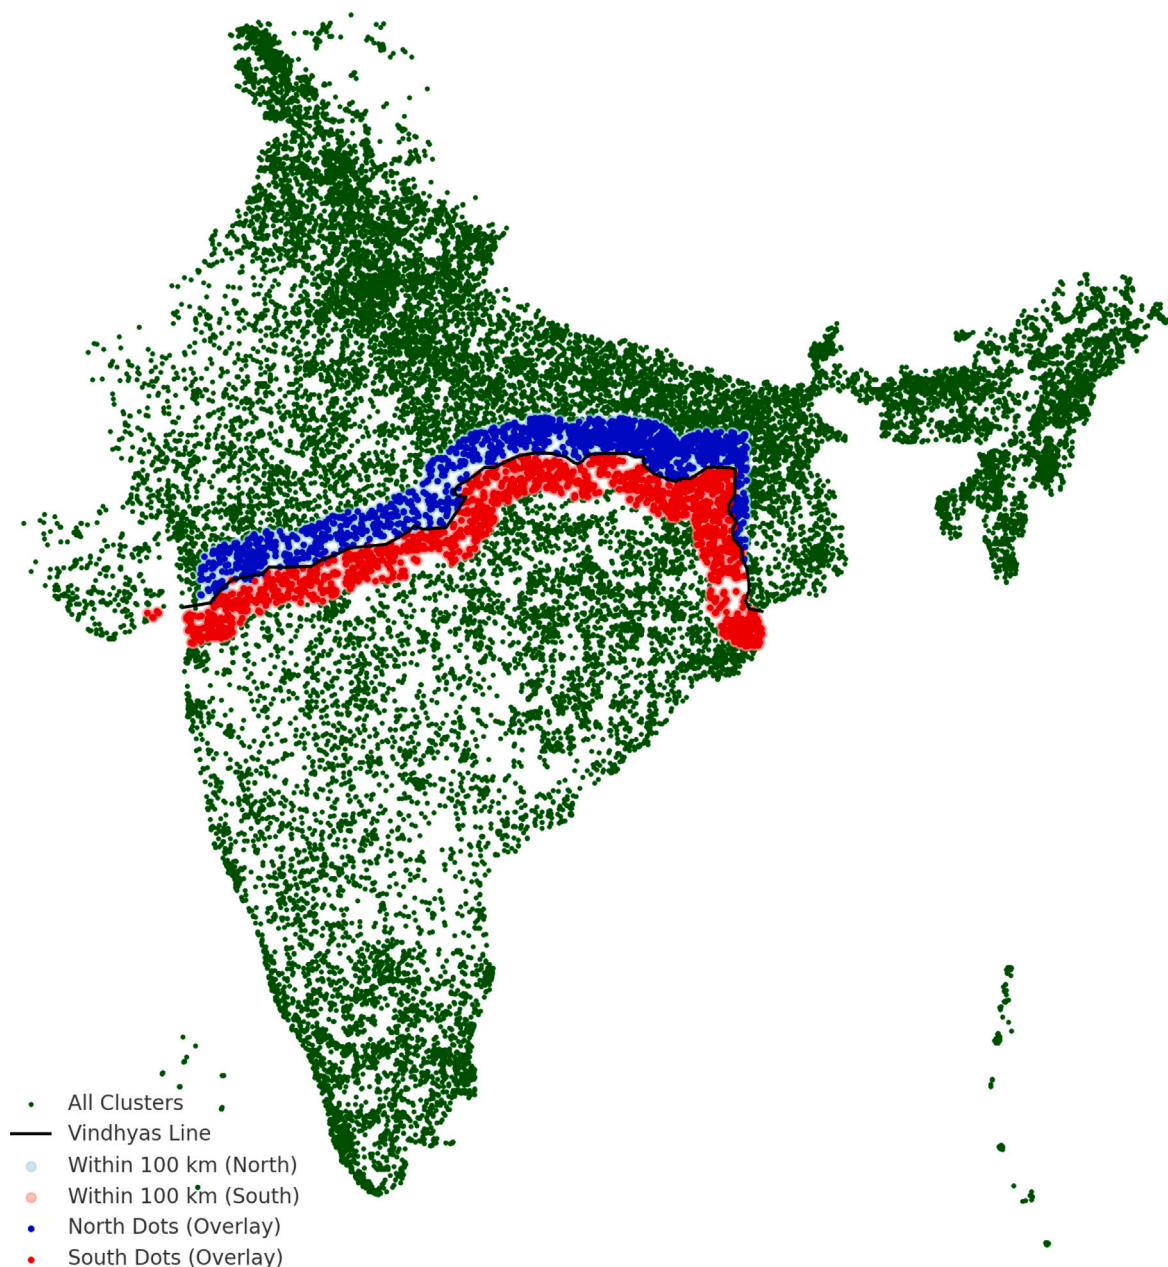 All Clusters
Vindhyas Line
Within 100 km (North)
Within 100 km (South)
North Dots (Overlay)
South Dots (Overlay)